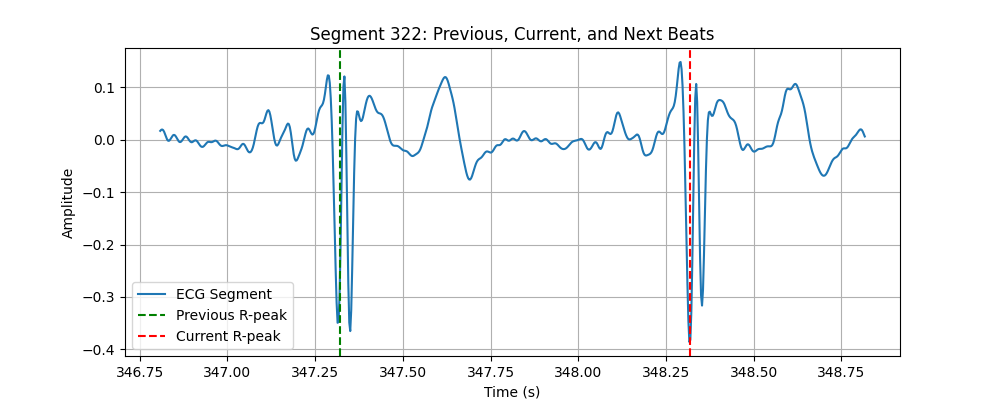 Segment 322: Previous, Current, and Next Beats
Amplitude
0.1
0.0
−0.1
−0.2
−0.3
−0.4
ECG Segment
Previous R-peak
Current R-peak
346.75 347.00 347.25 347.50 347.75 348.00 348.25 348.50 348.75
Time (s)